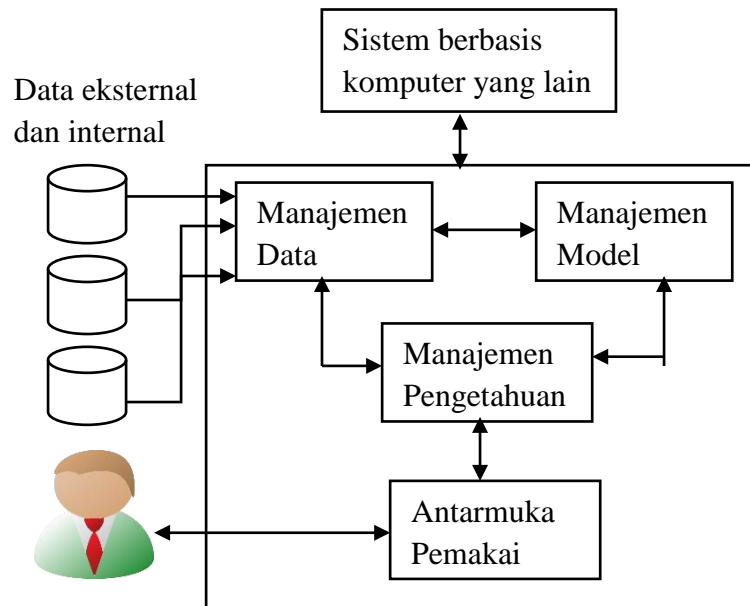 Sistem berbasis
komputer yang lain
Data eksternal
dan internal
Manajemen
Data
Manajemen
Model
Manajemen
Pengetahuan
Antarmuka
Pemakai